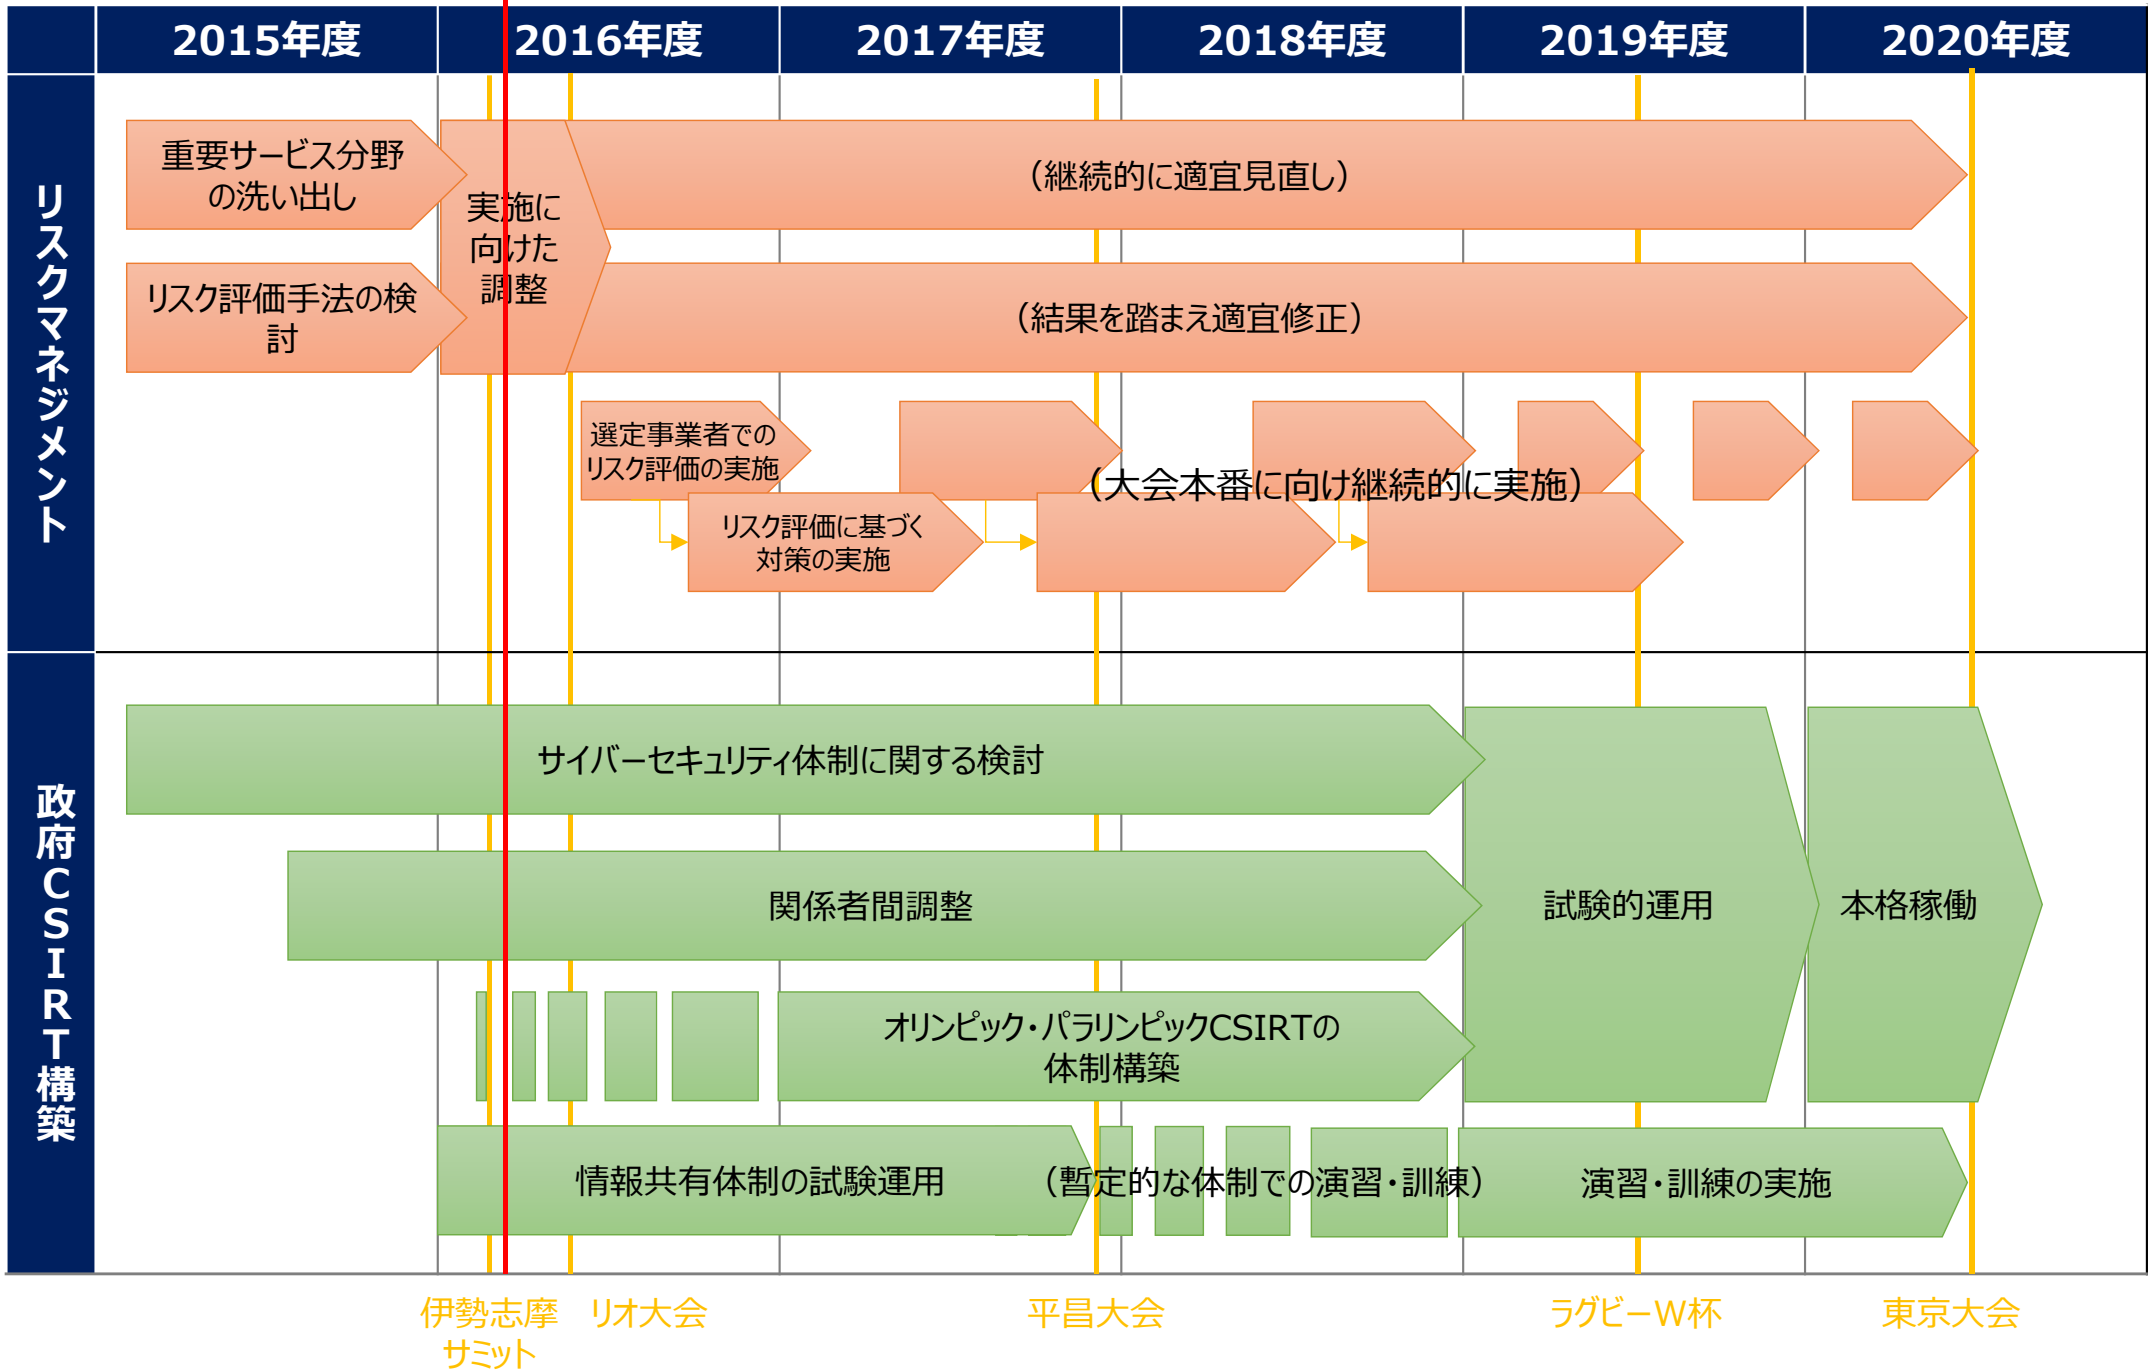 2015年度
2016年度
2017年度
2018年度
2019年度
2020年度
リスクマネジメント
重要サービス分野
の洗い出し
実施に
向けた
調整
（継続的に適宜見直し）
リスク評価手法の検
討
（結果を踏まえ適宜修正）
選定事業者での
リスク評価の実施
（大会本番に向け継続的に実施）
リスク評価に基づく
対策の実施
政府CSIRT構築
サイバーセキュリティ体制に関する検討
関係者間調整
試験的運用
本格稼働
オリンピック・パラリンピックCSIRTの
体制構築
情報共有体制の試験運用
（暫定的な体制での演習・訓練）
演習・訓練の実施
伊勢志摩
サミット
リオ大会
平昌大会
ラグビーW杯
東京大会